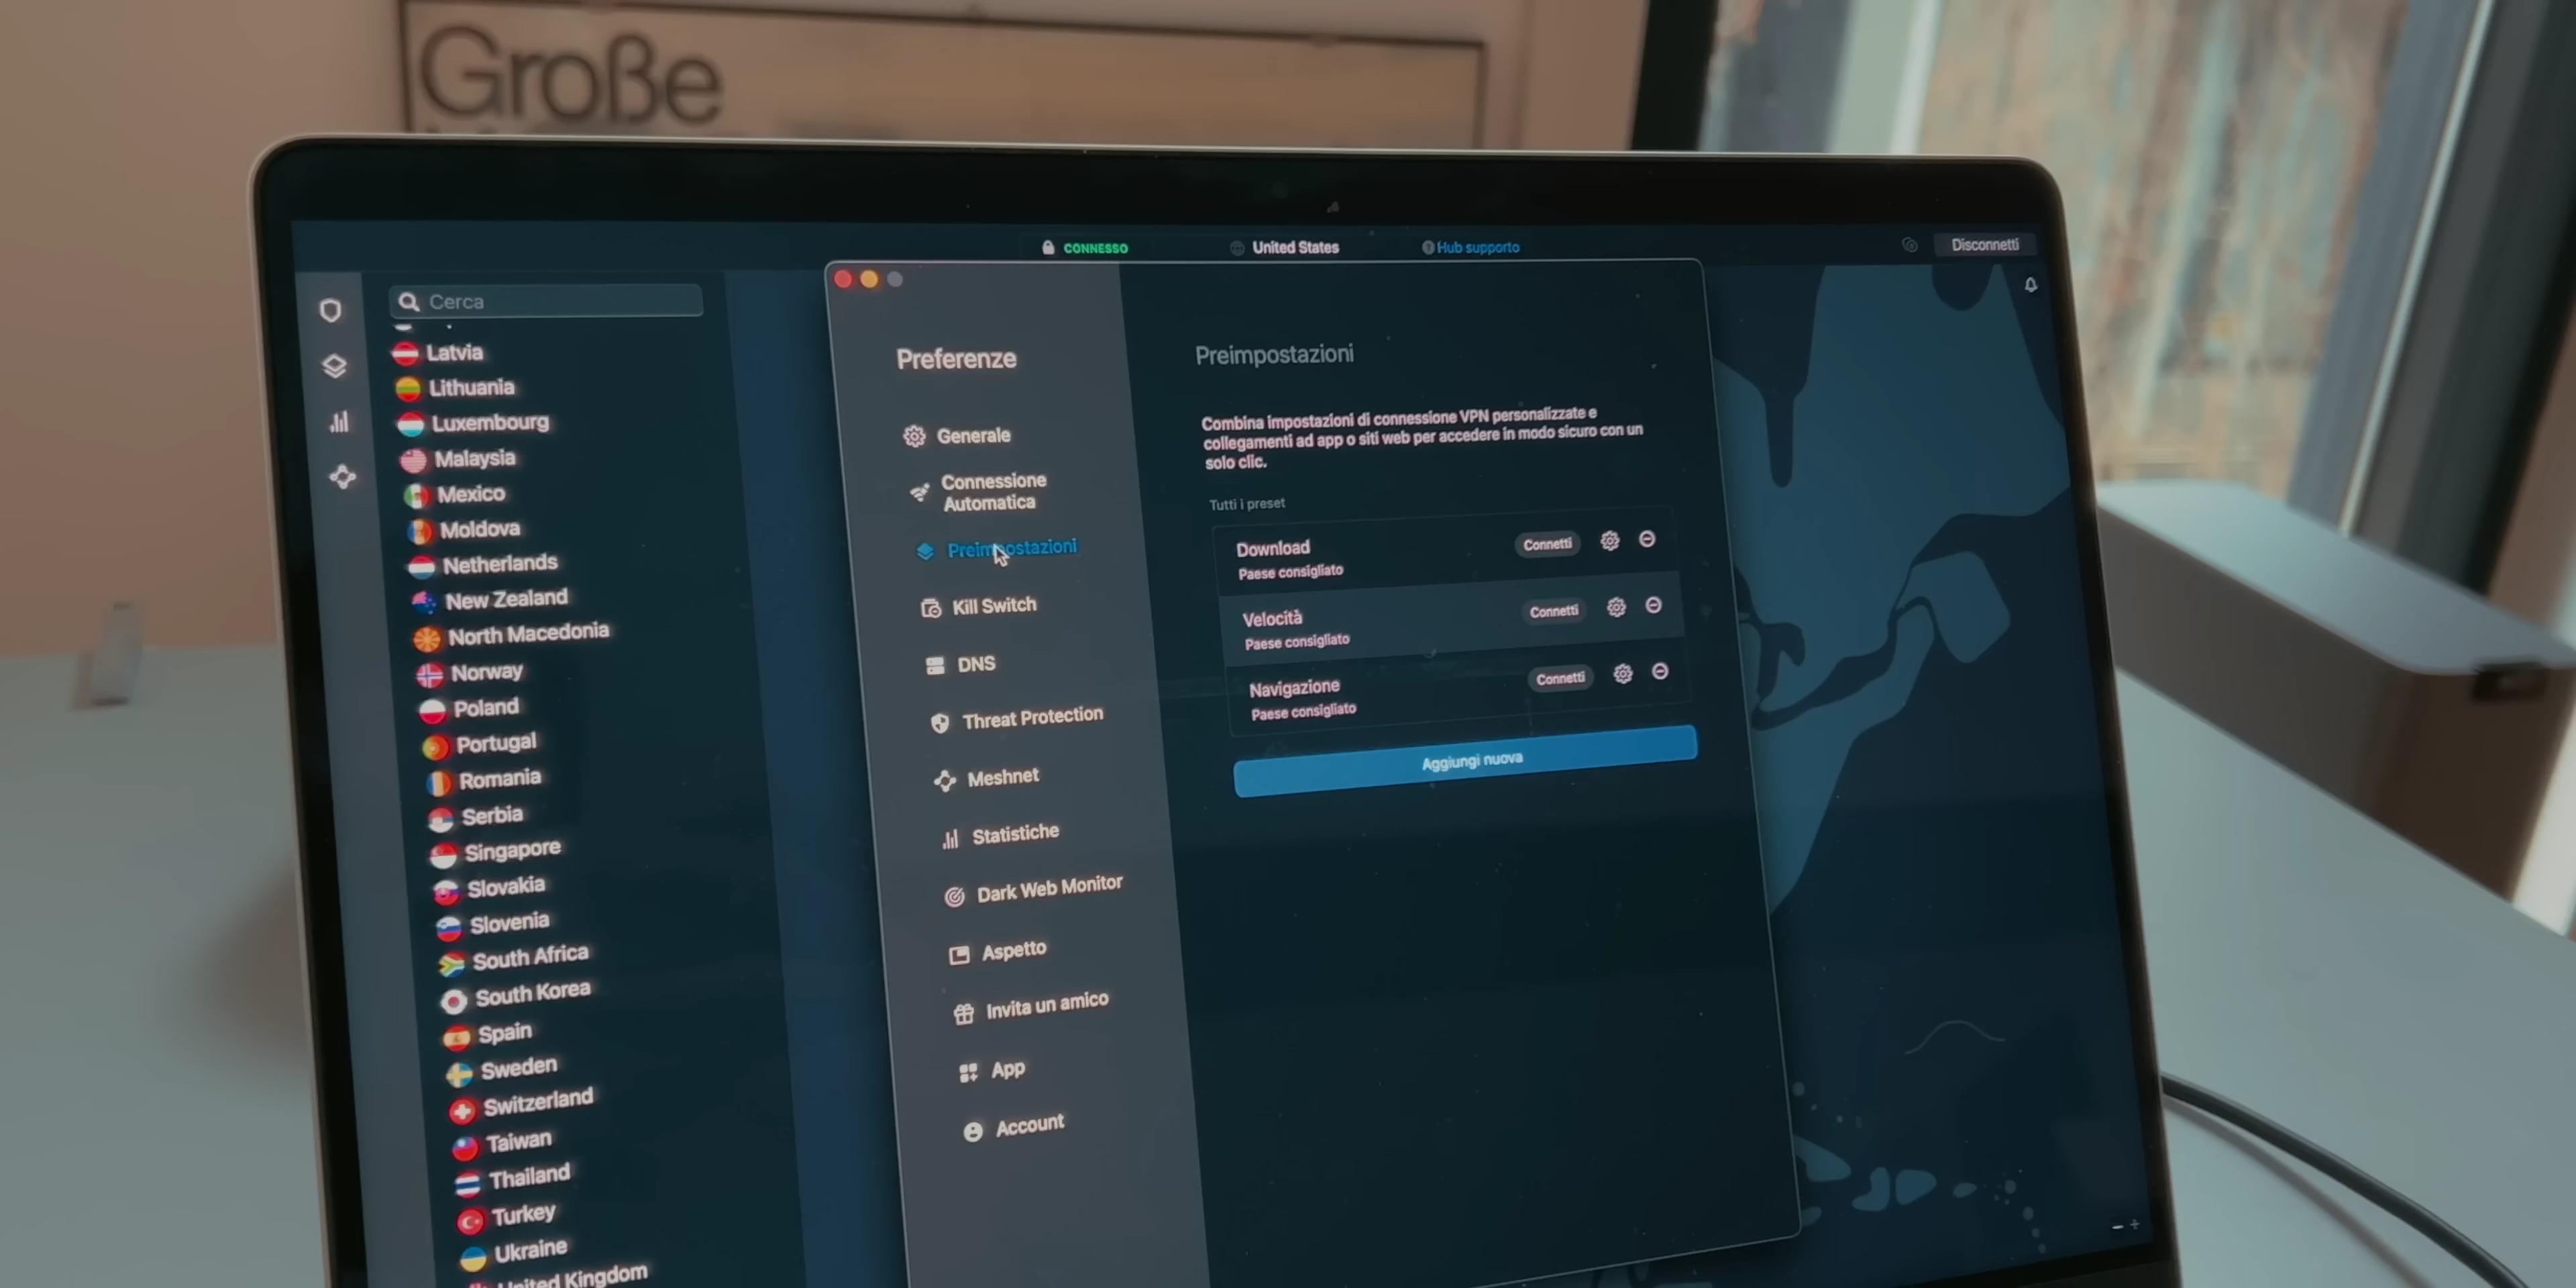 Große
CONNESSO
United States
Hub supporto
Disconnetti
Cerca
Latvia
Lithuania
Luxembourg
Malaysia
Mexico
Moldova
Netherlands
New Zealand
North Macedonia
Norway
Poland
Portugal
Romania
Serbia
Singapore
Slovakia
Slovenia
South Africa
South Korea
Spain
Sweden
Switzerland
Taiwan
Thailand
Turkey
Ukraine
United Kingdom
Preferenze
Generale
Connessione
Automatica
Preimpostazioni
Kill Switch
DNS
Threat Protection
Meshnet
Statistiche
Dark Web Monitor
Aspetto
Invita un amico
App
Account
Preimpostazioni
Combina impostazioni di connessione VPN personalizzate e
collegamenti ad app o siti web per accedere in modo sicuro con un
solo clic.
Tutti i preset
Download
Paese consigliato
Connetti
Velocità
Paese consigliato
Connetti
Navigazione
Paese consigliato
Connetti
Aggiungi nuova